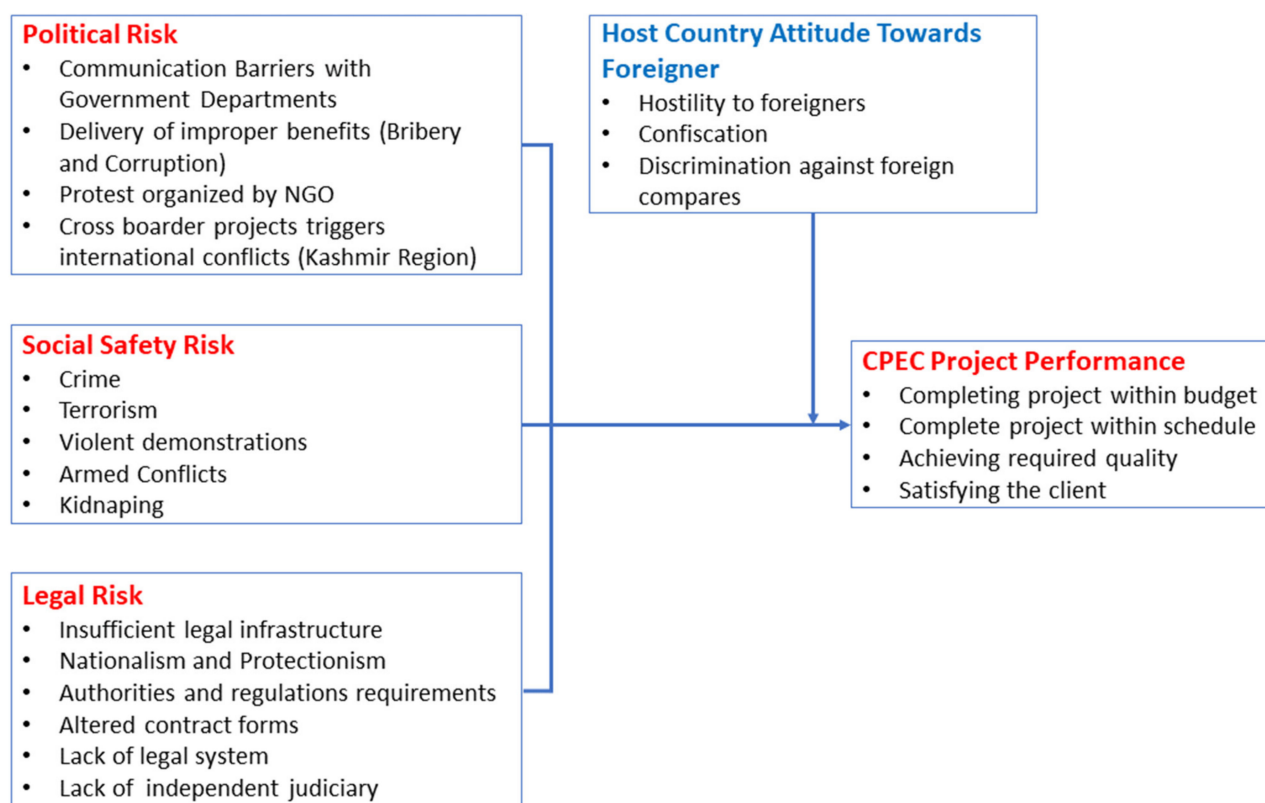 Political Risk
• Communication Barriers with
Government Departments
• Delivery of improper benefits (Bribery
and Corruption)
• Protest organized by NGO
• Cross boarder projects triggers
international conflicts (Kashmir Region)
Host Country Attitude Towards
Foreigner
• Hostility to foreigners
• Confiscation
• Discrimination against foreign
compares
Social Safety Risk
• Crime
• Terrorism
• Violent demonstrations
• Armed Conflicts
• Kidnaping
CPEC Project Performance
• Completing project within budget
• Complete project within schedule
• Achieving required quality
• Satisfying the client
Legal Risk
• Insufficient legal infrastructure
• Nationalism and Protectionism
• Authorities and regulations requirements
• Altered contract forms
• Lack of legal system
• Lack of independent judiciary